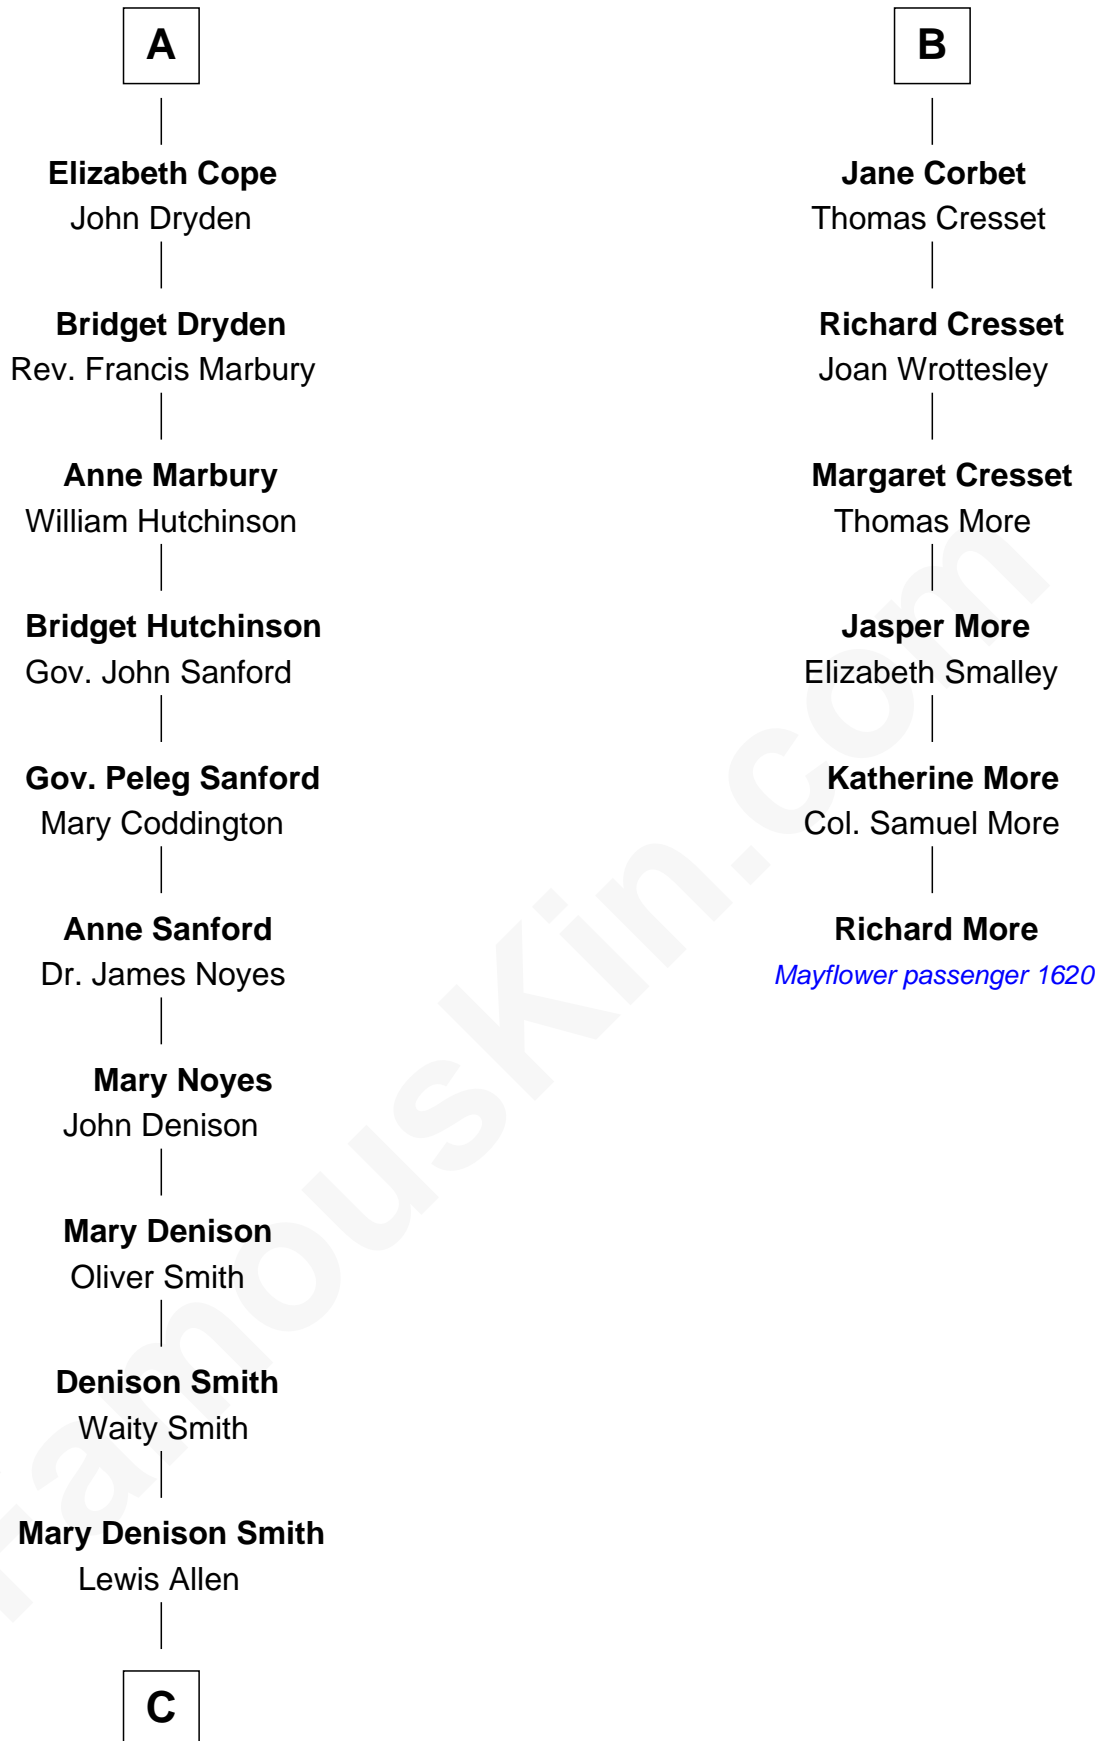 A
Elizabeth Cope
John Dryden
Bridget Dryden
Rev. Francis Marbury
Anne Marbury
William Hutchinson
Bridget Hutchinson
Gov. John Sanford
Gov. Peleg Sanford
Mary Coddington
Anne Sanford
Dr. James Noyes
Mary Noyes
John Denison
Mary Denison
Oliver Smith
Denison Smith
Waity Smith
Mary Denison Smith
Lewis Allen
C
B
Jane Corbet
Thomas Cresset
Richard Cresset
Joan Wrottesley
Margaret Cresset
Thomas More
Jasper More
Elizabeth Smalley
Katherine More
Col. Samuel More
Richard More
Mayflower passenger 1620
FamousKin.com